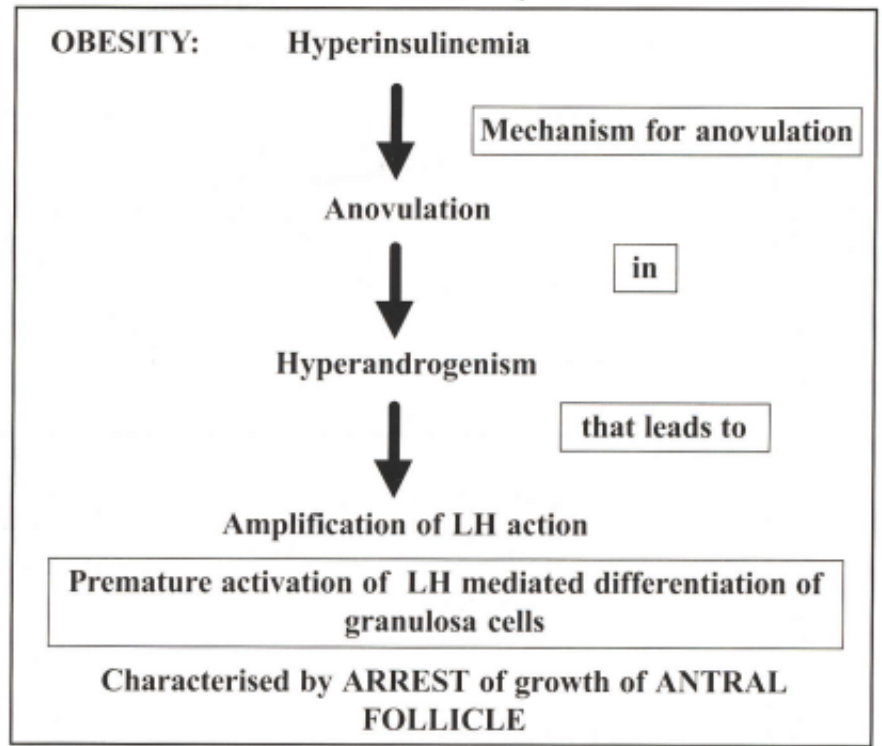 OBESITY: Hyperinsulinemia
Mechanism for anovulation
Anovulation
in
Hyperandrogenism
that leads to
Amplification of LH action
Premature activation of LH mediated differentiation of
granulosa cells
Characterised by ARREST of growth of ANTRAL
FOLLICLE